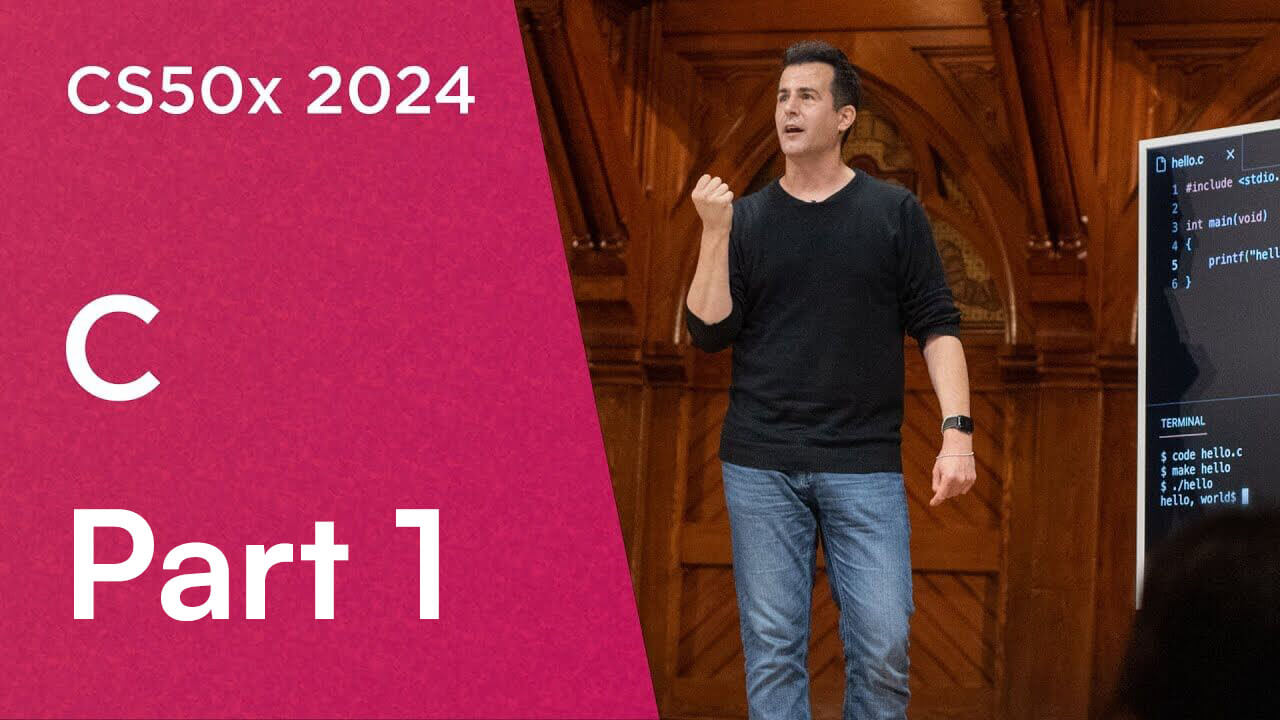 CS50x 2024
C
Part 1
hello.c X
1 #include <stdio.
2
3 int main(void)
4 {
5 printf("hell
6 }
TERMINAL
$ code hello.c
$ make hello
$ ./hello
hello, world$